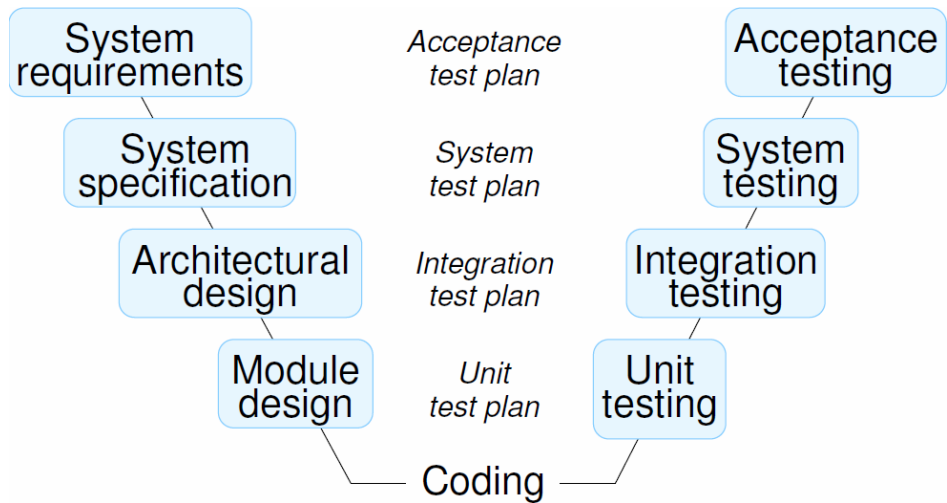 System
requirements
Acceptance
test plan
Acceptance
testing
System
specification
System
test plan
System
testing
Architectural
design
Integration
test plan
Integration
testing
Module
design
Unit
test plan
Unit
testing
Coding